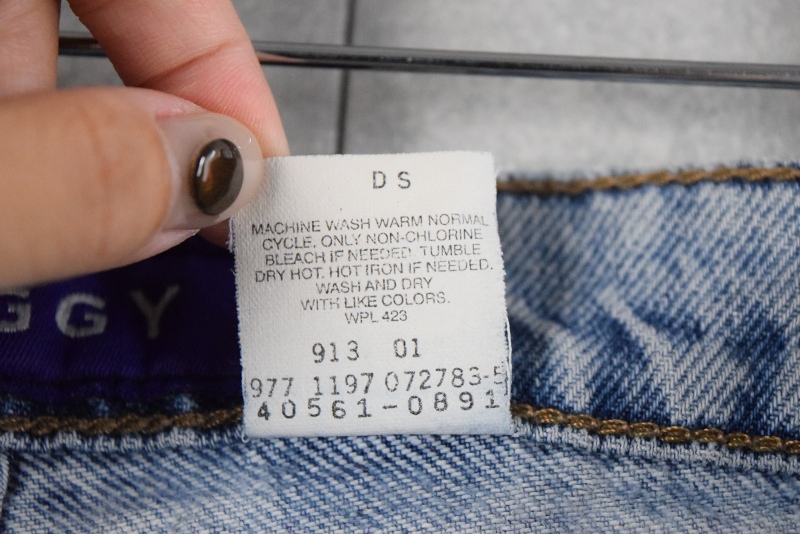 DS
MACHINE WASH WARM NORMAL
CYCLE. ONLY NON-CHLORINE
BLEACH IF NEEDED. TUMBLE
DRY HOT. HOT IRON IF NEEDED.
WASH AND DRY
WITH LIKE COLORS.
WPL 423
GGY
913 01
977 1197 072783-5
40561-0891